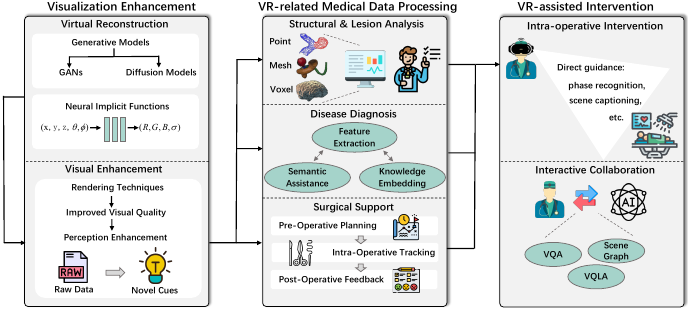 Visualization Enhancement
Virtual Reconstruction
Generative Models
GANs
Diffusion Models
Neural Implicit Functions
(x, y, z, θ, ϕ)
(R, G, B, σ)
Visual Enhancement
Rendering Techniques
Improved Visual Quality
Perception Enhancement
RAW
Raw Data
Novel Cues
VR-related Medical Data Processing
Structural & Lesion Analysis
Point
Mesh
Voxel
Disease Diagnosis
Feature
Extraction
Semantic
Assistance
Knowledge
Embedding
Surgical Support
Pre-Operative Planning
Intra-Operative Tracking
Post-Operative Feedback
VR-assisted Intervention
Intra-operative Intervention
Direct guidance:
phase recognition,
scene captioning,
etc.
Interactive Collaboration
AI
VQA
Scene
Graph
VQLA